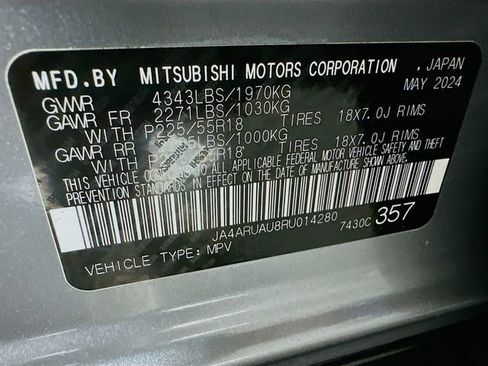 MFD.BY MITSUBISHI MOTORS CORPORATION , JAPAN
MAY 2024
GVWR 4343LBS/1970KG
GAWR FR 2271LBS/1030KG
WITH P225/55R18 TIRES 18X7.0J RIMS
GAWR RR 1000KG
WITH 55R18 TIRES 18X7.0J RIMS
THIS VEHICLE CONFORMS TO ALL APPLICABLE FEDERAL MOTOR VEHICLE SAFETY AND THEFT
PREVENTION STANDARDS IN EFFECT ON THE DATE OF MANUFACTURE SHOWN ABOVE.
JA4ARUAU8RU014280 7430C 357
VEHICLE TYPE: MPV